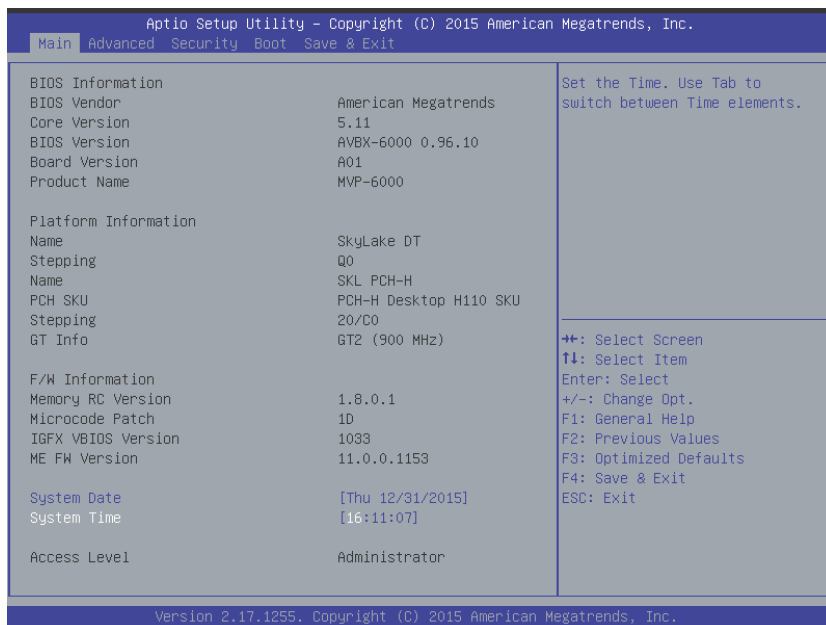 Aptio Setup Utility – Copyright (C) 2015 American Megatrends, Inc.
Main Advanced Security Boot Save & Exit
BIOS Information
BIOS Vendor American Megatrends
Core Version 5.11
BIOS Version AVBX-6000 0.96.10
Board Version A01
Product Name MVP-6000
Platform Information
Name SkyLake DT
Stepping Q0
Name SKL PCH-H
PCH SKU PCH-H Desktop H110 SKU
Stepping 20/C0
GT Info GT2 (900 MHz)
F/W Information
Memory RC Version 1.8.0.1
Microcode Patch 1D
IGFX VBIOS Version 1033
ME FW Version 11.0.0.1153
System Date [Thu 12/31/2015]
System Time [16:11:07]
Access Level Administrator
Set the Time. Use Tab to
switch between Time elements.
→←: Select Screen
↑↓: Select Item
Enter: Select
+/-: Change Opt.
F1: General Help
F2: Previous Values
F3: Optimized Defaults
F4: Save & Exit
ESC: Exit
Version 2.17.1255. Copyright (C) 2015 American Megatrends, Inc.